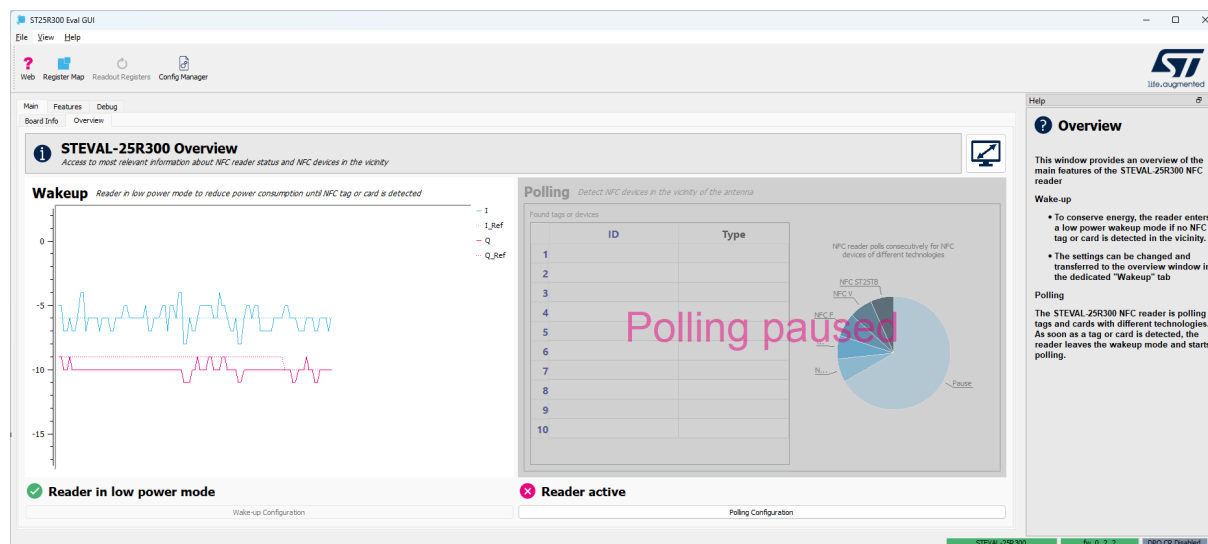 ST25R300 Eval GUI
File View Help
Web Register Map Readout Registers Config Manager
life.augmented
Main Features Debug
Board Info Overview
STEVAL-25R300 Overview
Access to most relevant information about NFC reader status and NFC devices in the vicinity
Wakeup Reader in low power mode to reduce power consumption until NFC tag or card is detected
I
I_Ref
Q
Q_Ref
0
-5
-10
-15
Polling Detect NFC devices in the vicinity of the antenna
Found tags or devices
ID Type
1
2
3
4
5
6
7
8
9
10
NFC reader polls consecutively for NFC
devices of different technologies
NFC ST25TB
NFC V
NFC F
...
N...
Pause
Polling paused
Reader in low power mode
Wake-up Configuration
Reader active
Polling Configuration
Help
Overview
This window provides an overview of the
main features of the STEVAL-25R300 NFC
reader
Wake-up
• To conserve energy, the reader enters
a low power wakeup mode if no NFC
tag or card is detected in the vicinity.
• The settings can be changed and
transferred to the overview window in
the dedicated "Wakeup" tab
Polling
The STEVAL-25R300 NFC reader is polling
tags and cards with different technologies.
As soon as a tag or card is detected, the
reader leaves the wakeup mode and starts
polling.
STEVAL-25R300 fw 0.2.2 DPO CR Disabled